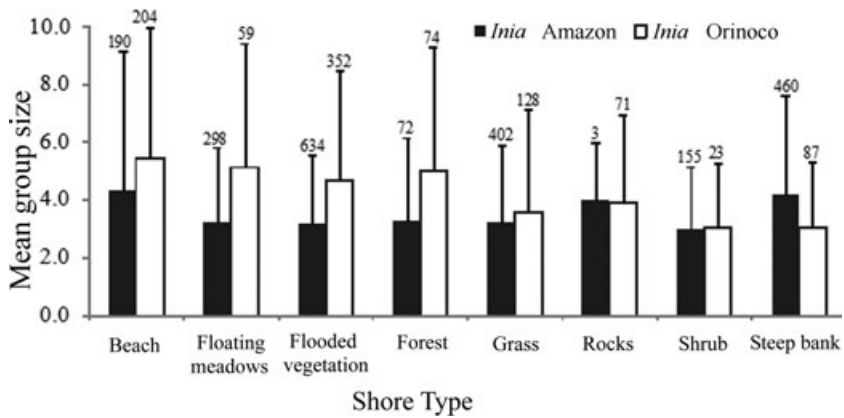 10.0
8.0
6.0
4.0
2.0
0.0
Mean group size
Inia Amazon Inia Orinoco
190 204
298 59
634 352
72 74
402 128
3 71
155 23
460 87
Beach
Floating
meadows
Flooded
vegetation
Forest
Grass
Rocks
Shrub
Steep bank
Shore Type